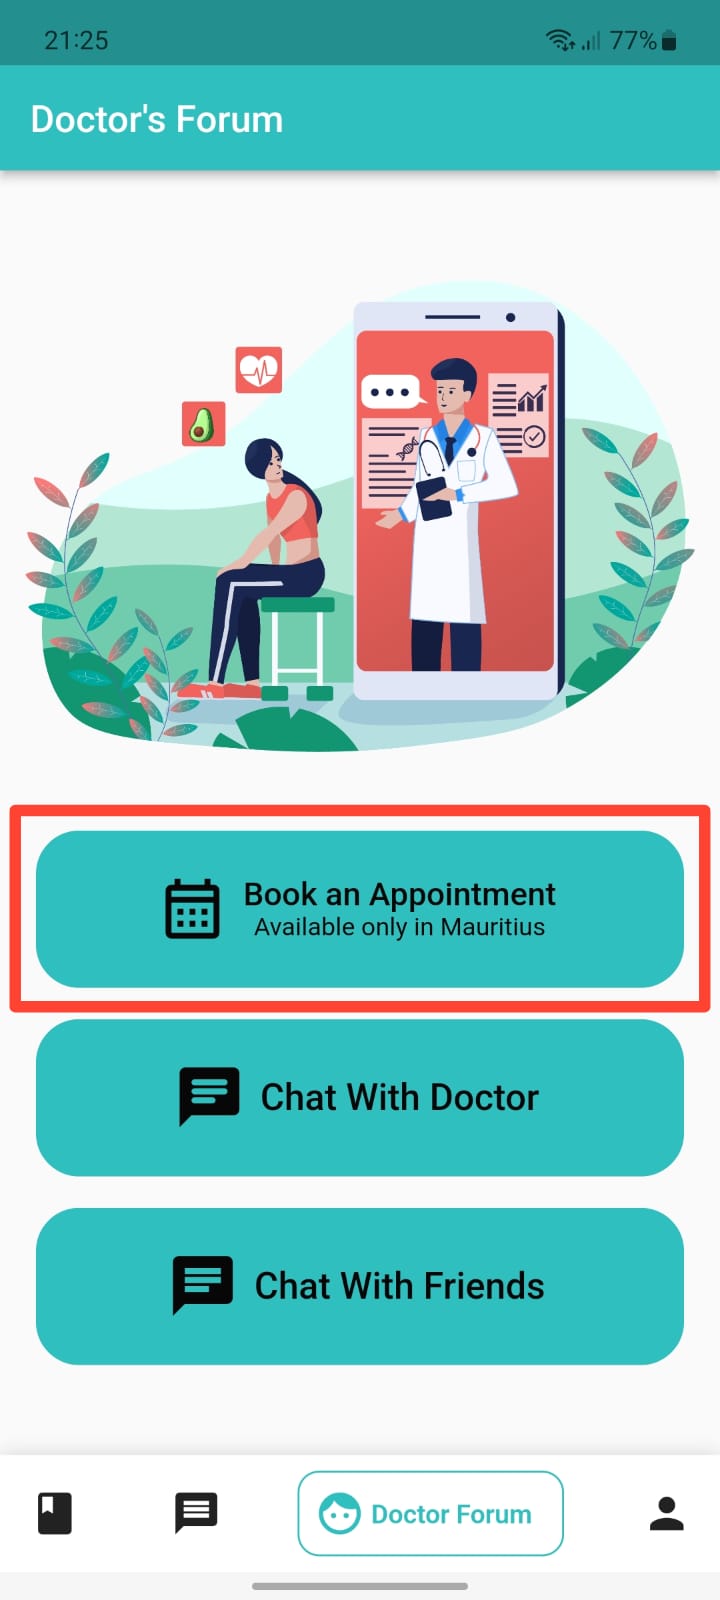 21:25
77%
Doctor's Forum
Book an Appointment
Available only in Mauritius
Chat With Doctor
Chat With Friends
Doctor Forum